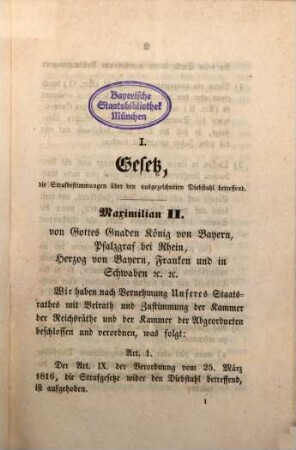 Bayerische
Staatsbibliothek
München
I.
Gesetz,
die Strafbestimmungen über den ausgezeichneten Diebstahl betreffend.
Maximilian II.
von Gottes Gnaden König von Bayern,
Pfalzgraf bei Rhein,
Herzog von Bayern, Franken und in
Schwaben ꝛc. ꝛc.
Wir haben nach Vernehmung Unseres Staats-
rathes mit Beirath und Zustimmung der Kammer
der Reichsräthe und der Kammer der Abgeordneten
beschlossen und verordnen, was folgt:
Art. 1.
Der Art. IX. der Verordnung vom 25. März
1816, die Strafgesetze wider den Diebstahl betreffend,
ist aufgehoben.
1